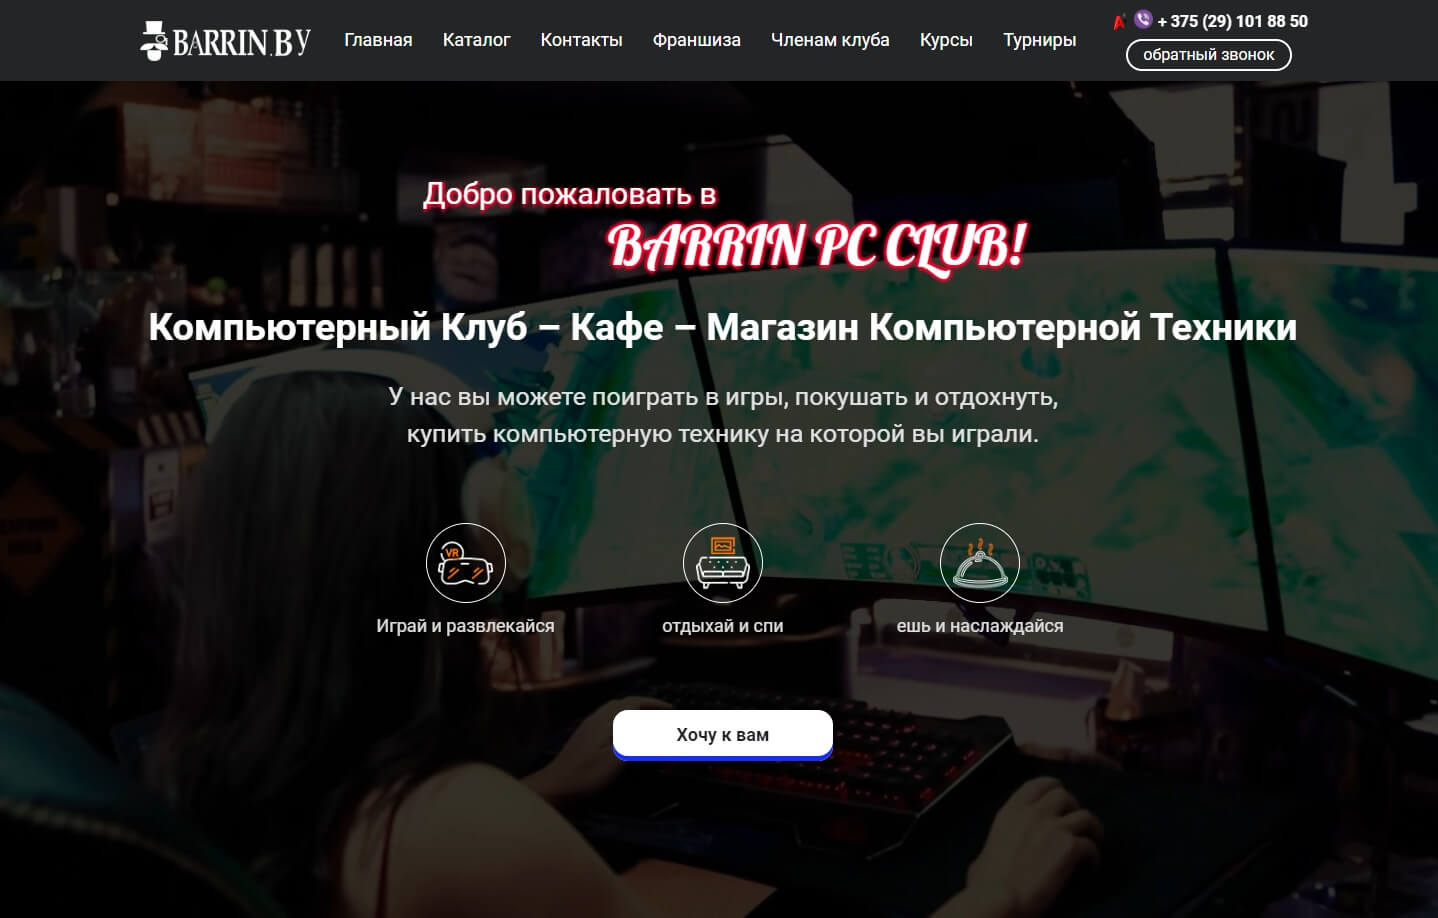 BARRIN.BY
Главная
Каталог
Контакты
Франшиза
Членам клуба
Курсы
Турниры
+ 375 (29) 101 88 50
обратный звонок
Добро пожаловать в
BARRIN PC CLUB!
Компьютерный Клуб – Кафе – Магазин Компьютерной Техники
У нас вы можете поиграть в игры, покушать и отдохнуть,
купить компьютерную технику на которой вы играли.
VR
Играй и развлекайся
отдыхай и спи
ешь и наслаждайся
Хочу к вам